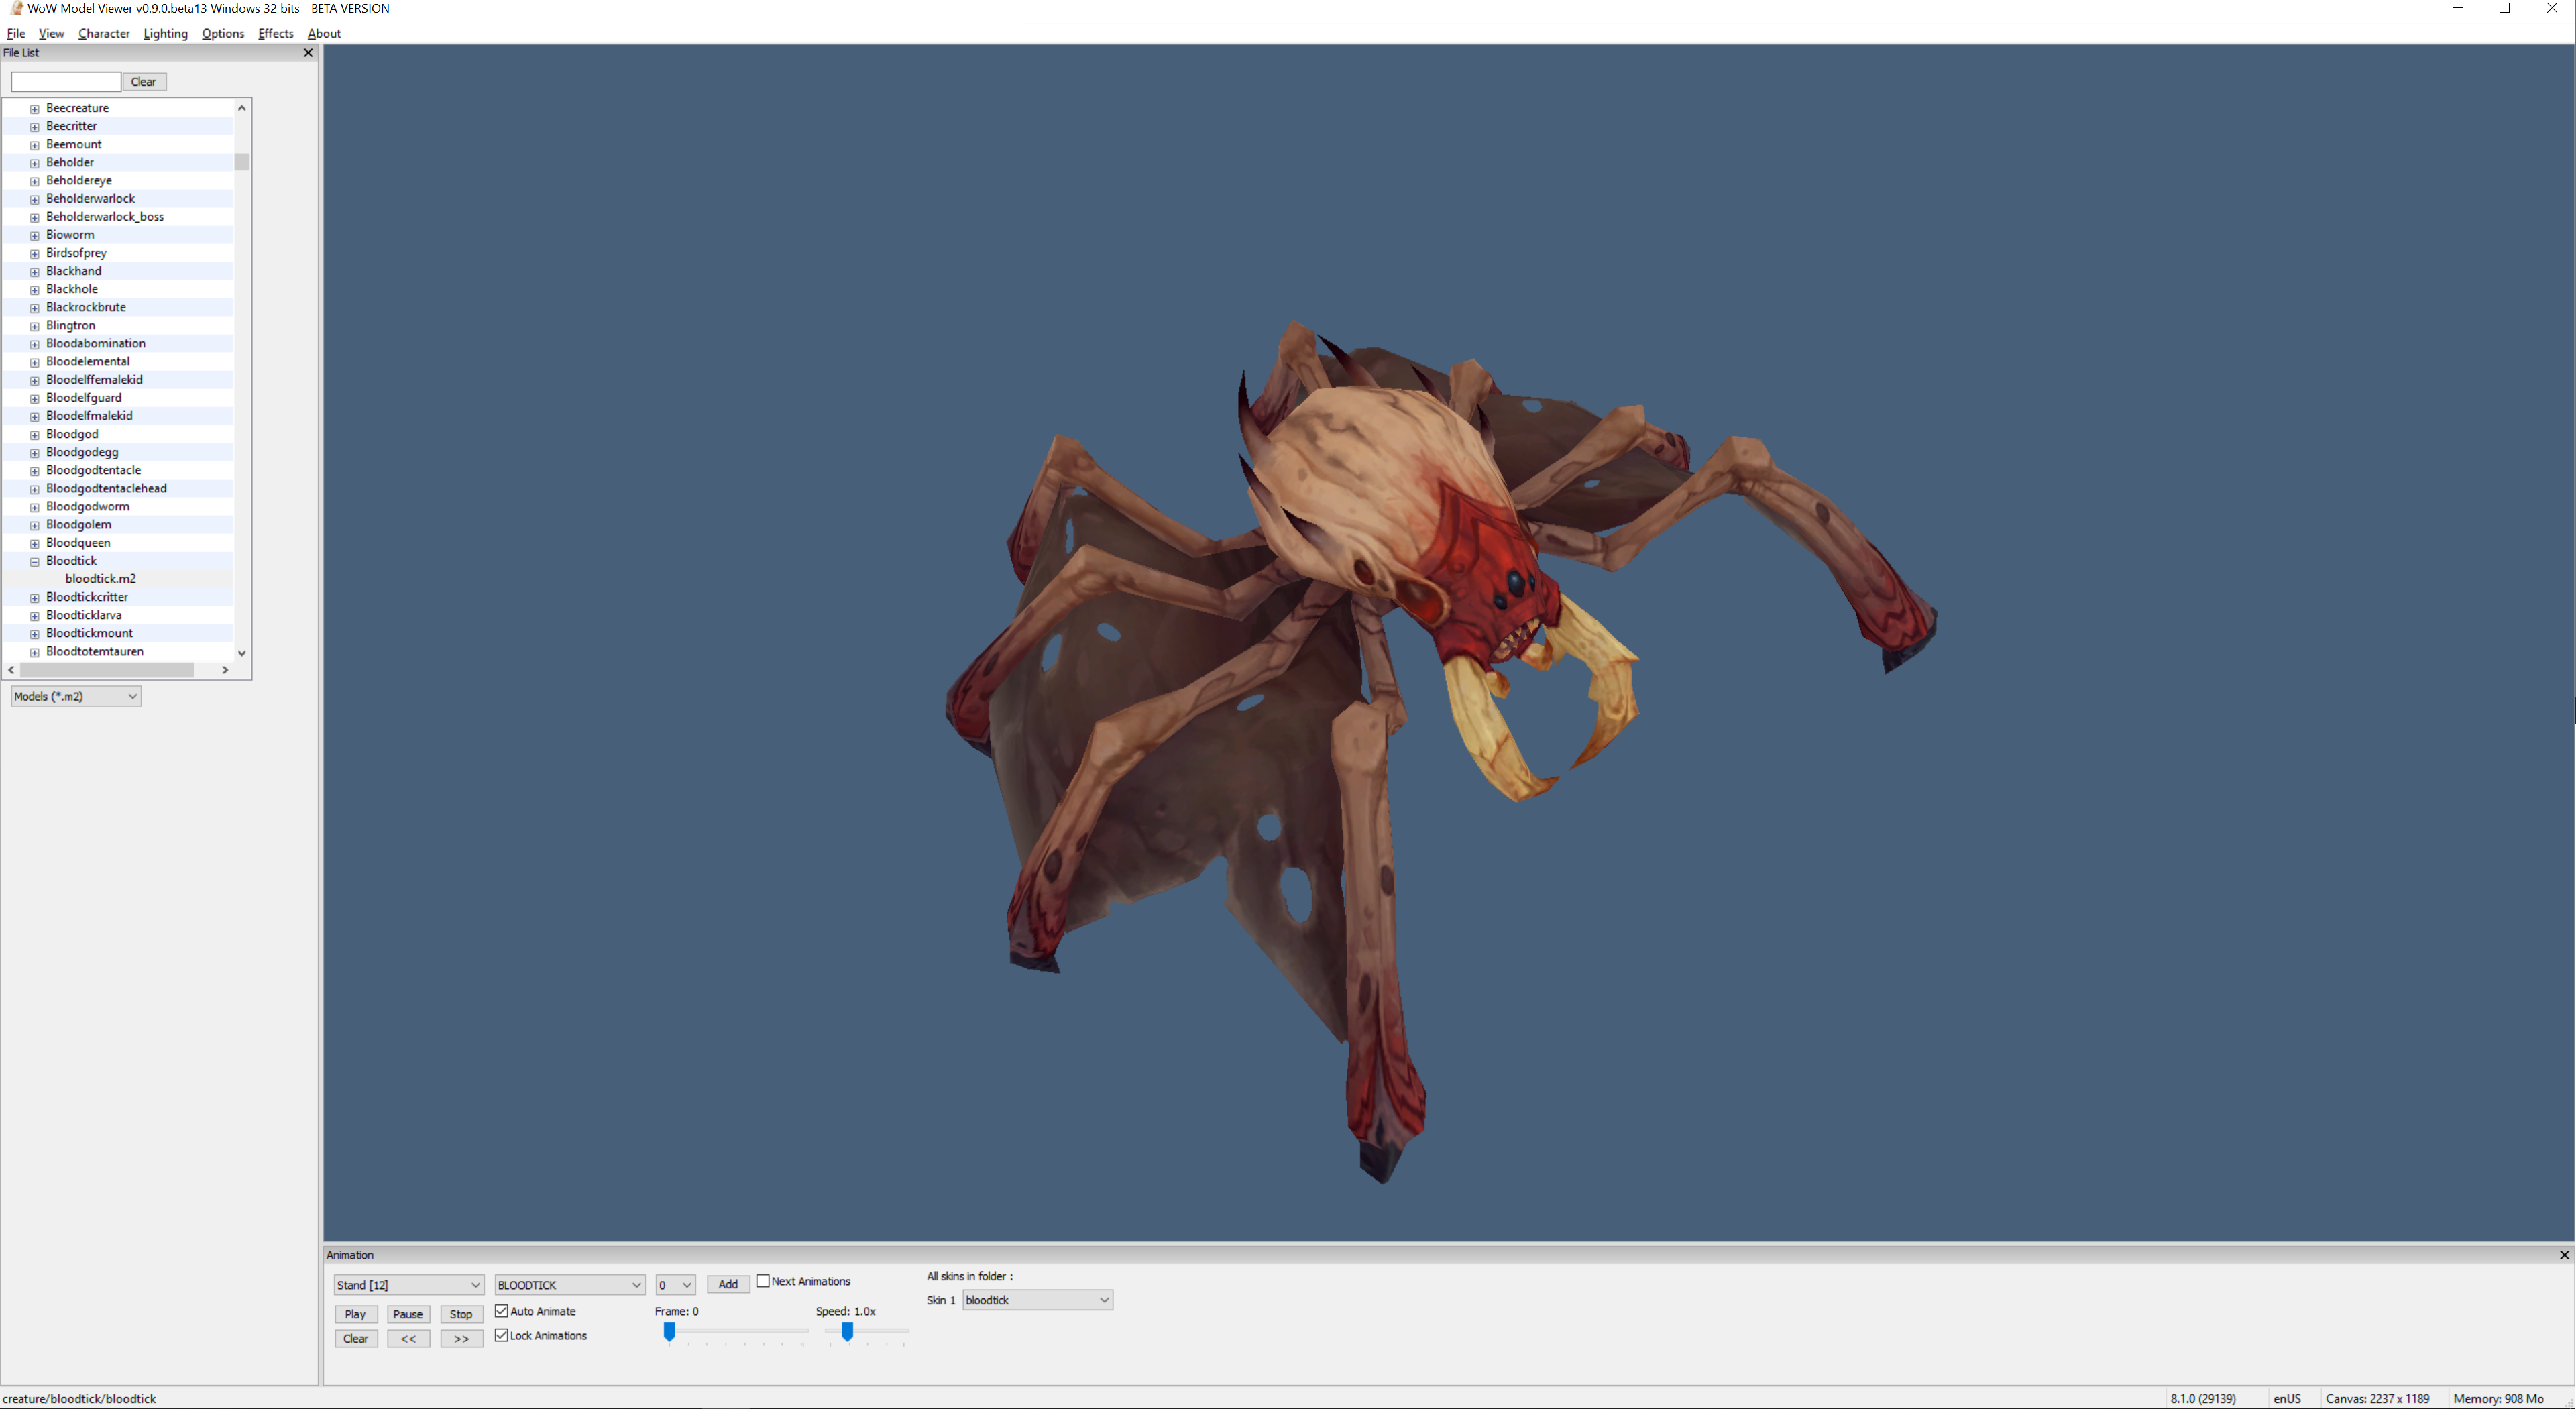 WoW Model Viewer v0.9.0.beta13 Windows 32 bits - BETA VERSION
File View Character Lighting Options Effects About
File List
Clear
Beecreature
Beecritter
Beemount
Beholder
Beholdereye
Beholderwarlock
Beholderwarlock_boss
Bioworm
Birdsofprey
Blackhand
Blackhole
Blackrockbrute
Blingtron
Bloodabomination
Bloodelemental
Bloodelffemalekid
Bloodelfguard
Bloodelfmalekid
Bloodgod
Bloodgodegg
Bloodgodtentacle
Bloodgodtentaclehead
Bloodgodworm
Bloodgolem
Bloodqueen
Bloodtick
bloodtick.m2
Bloodtickcritter
Bloodticklarva
Bloodtickmount
Bloodtotemtauren
Models (*.m2)
Animation
Stand [12] BLOODTICK 0 Add Next Animations All skins in folder :
Skin 1 bloodtick
Play Pause Stop Auto Animate Frame: 0 Speed: 1.0x
Clear << >> Lock Animations
creature/bloodtick/bloodtick 8.1.0 (29139) enUS Canvas: 2237 x 1189 Memory: 908 Mo